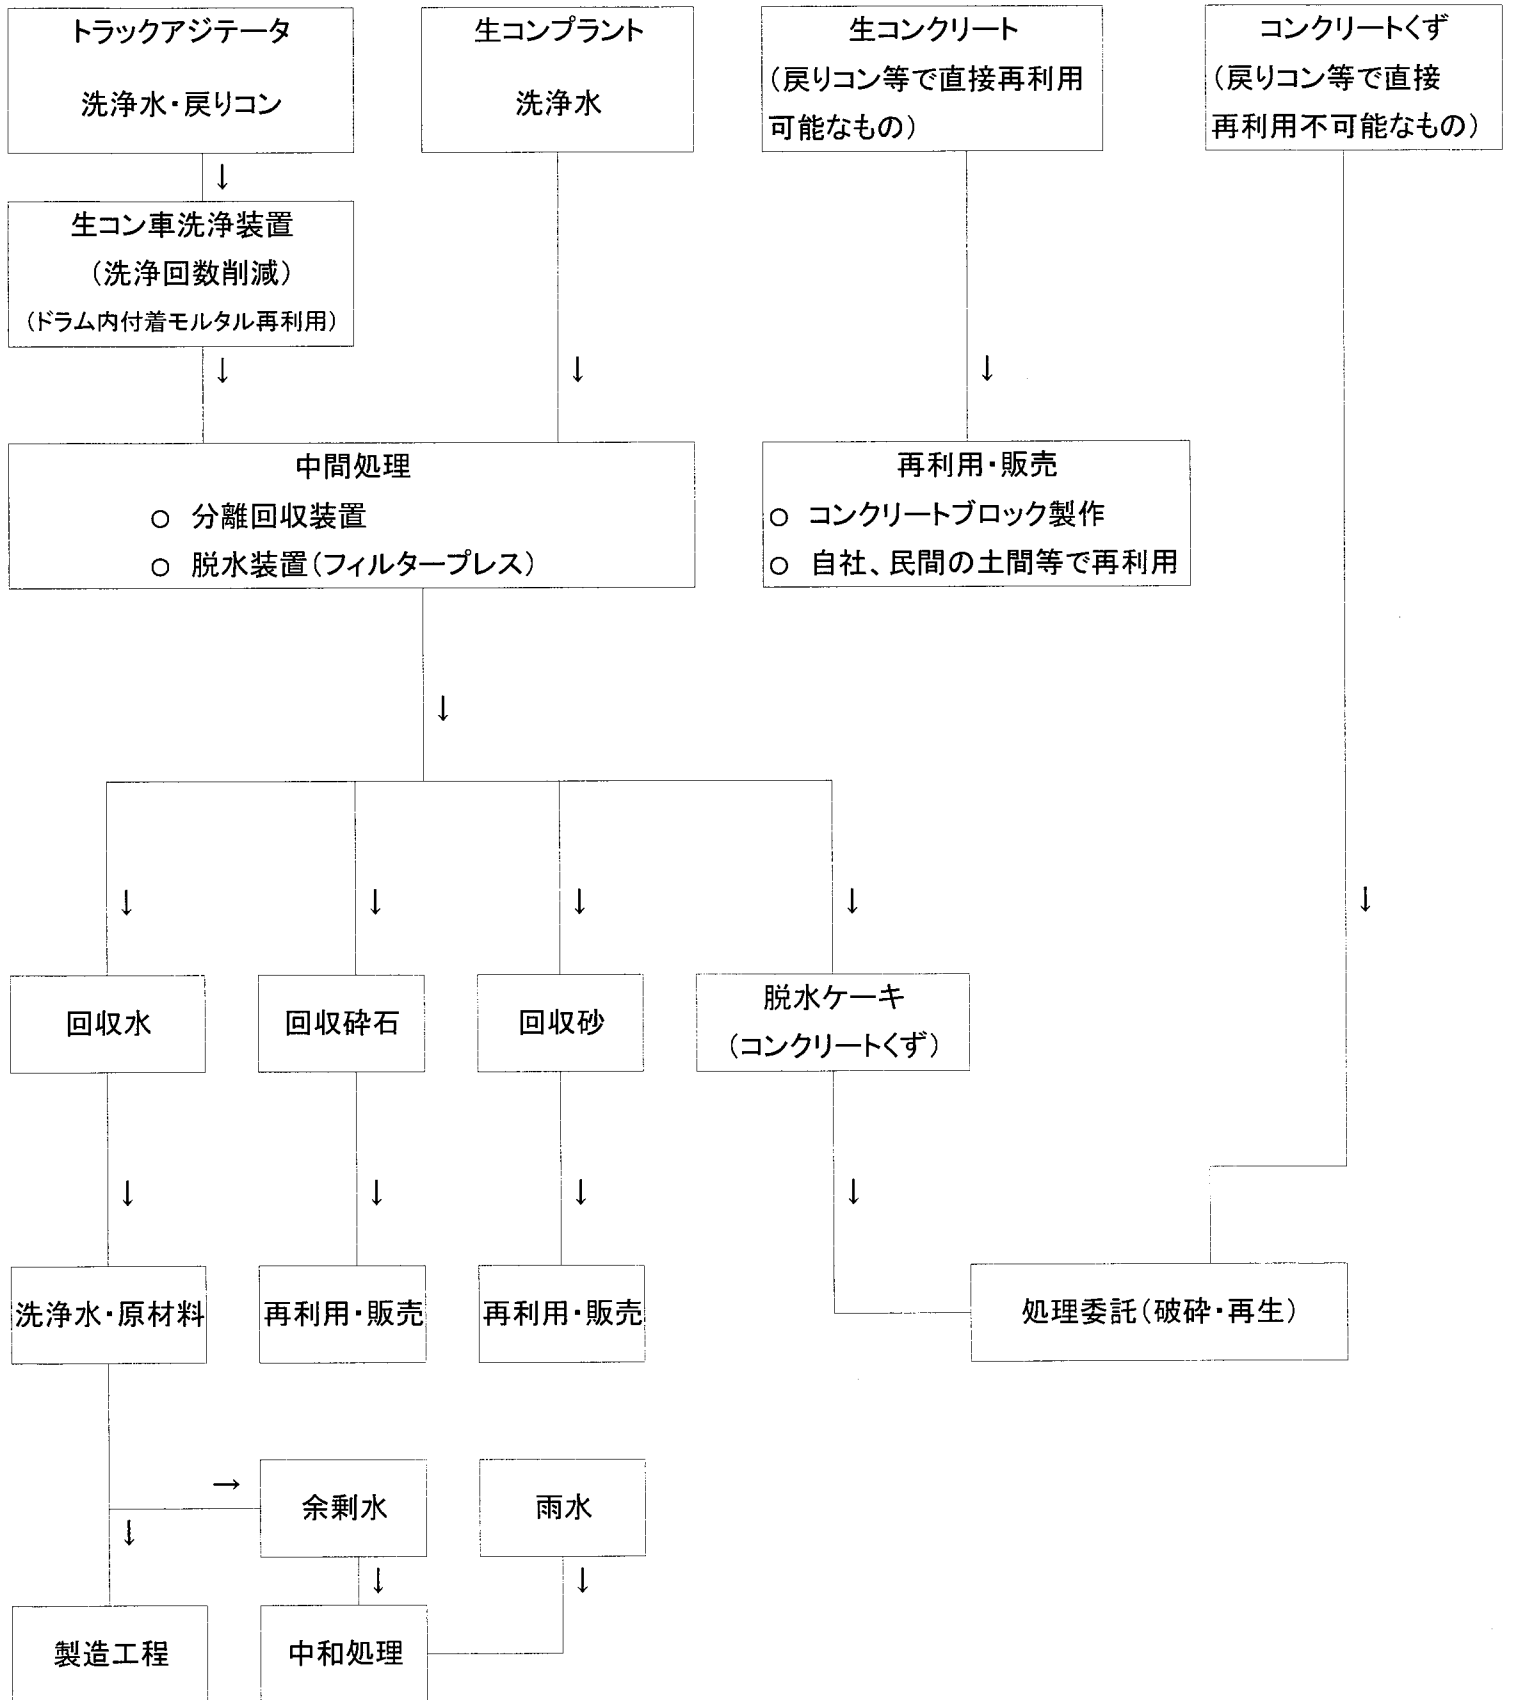 トラックアジテータ
洗浄水・戻りコン
生コンプラント
洗浄水
生コンクリート
(戻りコン等で直接再利用
可能なもの)
コンクリートくず
(戻りコン等で直接
再利用不可能なもの)
↓
生コン車洗浄装置
(洗浄回数削減)
(ドラム内付着モルタル再利用)
↓
↓
↓
中間処理
○ 分離回収装置
○ 脱水装置(フィルタープレス)
再利用・販売
○ コンクリートブロック製作
○ 自社、民間の土間等で再利用
↓
↓
↓
↓
↓
↓
回収水
回収砕石
回収砂
脱水ケーキ
(コンクリートくず)
↓
↓
↓
↓
洗浄水・原材料
再利用・販売
再利用・販売
処理委託(破砕・再生)
→
余剰水
雨水
↓
↓
↓
製造工程
中和処理